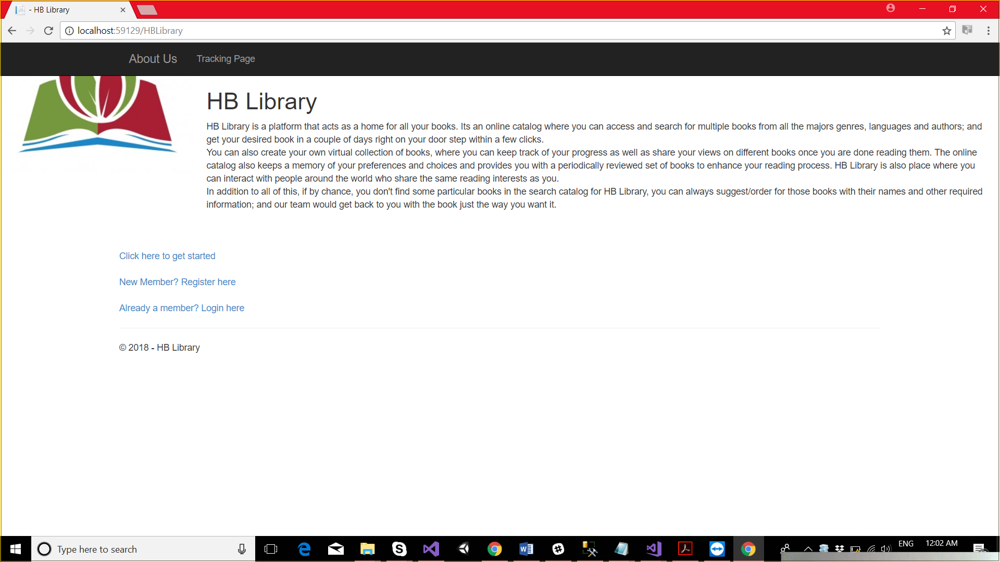 - HB Library
localhost:59129/HBLibrary
About Us
Tracking Page
HB Library
HB Library is a platform that acts as a home for all your books. Its an online catalog where you can access and search for multiple books from all the majors genres, languages and authors; and
get your desired book in a couple of days right on your door step within a few clicks.
You can also create your own virtual collection of books, where you can keep track of your progress as well as share your views on different books once you are done reading them. The online
catalog also keeps a memory of your preferences and choices and provides you with a periodically reviewed set of books to enhance your reading process. HB Library is also place where you
can interact with people around the world who share the same reading interests as you.
In addition to all of this, if by chance, you don't find some particular books in the search catalog for HB Library, you can always suggest/order for those books with their names and other required
information; and our team would get back to you with the book just the way you want it.
Click here to get started
New Member? Register here
Already a member? Login here
© 2018 - HB Library
Type here to search
ENG
12:02 AM